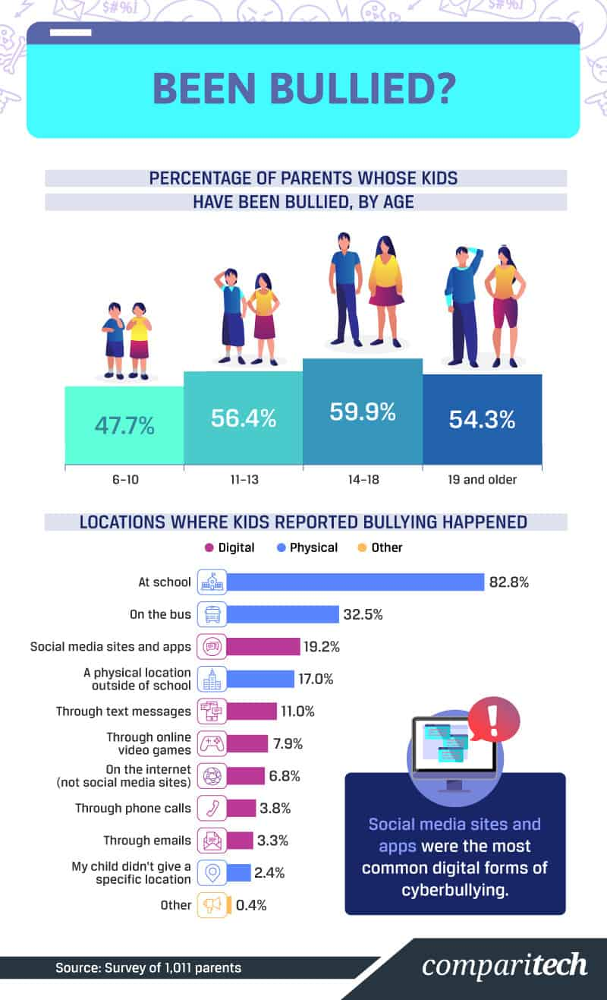 $#%!
$#%!
BEEN BULLIED?
PERCENTAGE OF PARENTS WHOSE KIDS
HAVE BEEN BULLIED, BY AGE
47.7%
56.4%
59.9%
54.3%
6–10
11–13
14–18
19 and older
LOCATIONS WHERE KIDS REPORTED BULLYING HAPPENED
Digital
Physical
Other
At school
82.8%
On the bus
32.5%
Social media sites and apps
19.2%
A physical location
outside of school
17.0%
Through text messages
11.0%
Through online
video games
7.9%
On the internet
(not social media sites)
6.8%
Through phone calls
3.8%
Through emails
3.3%
My child didn't give a
specific location
2.4%
Other
0.4%
!
Social media sites and
apps were the most
common digital forms of
cyberbullying.
Source: Survey of 1,011 parents
comparitech